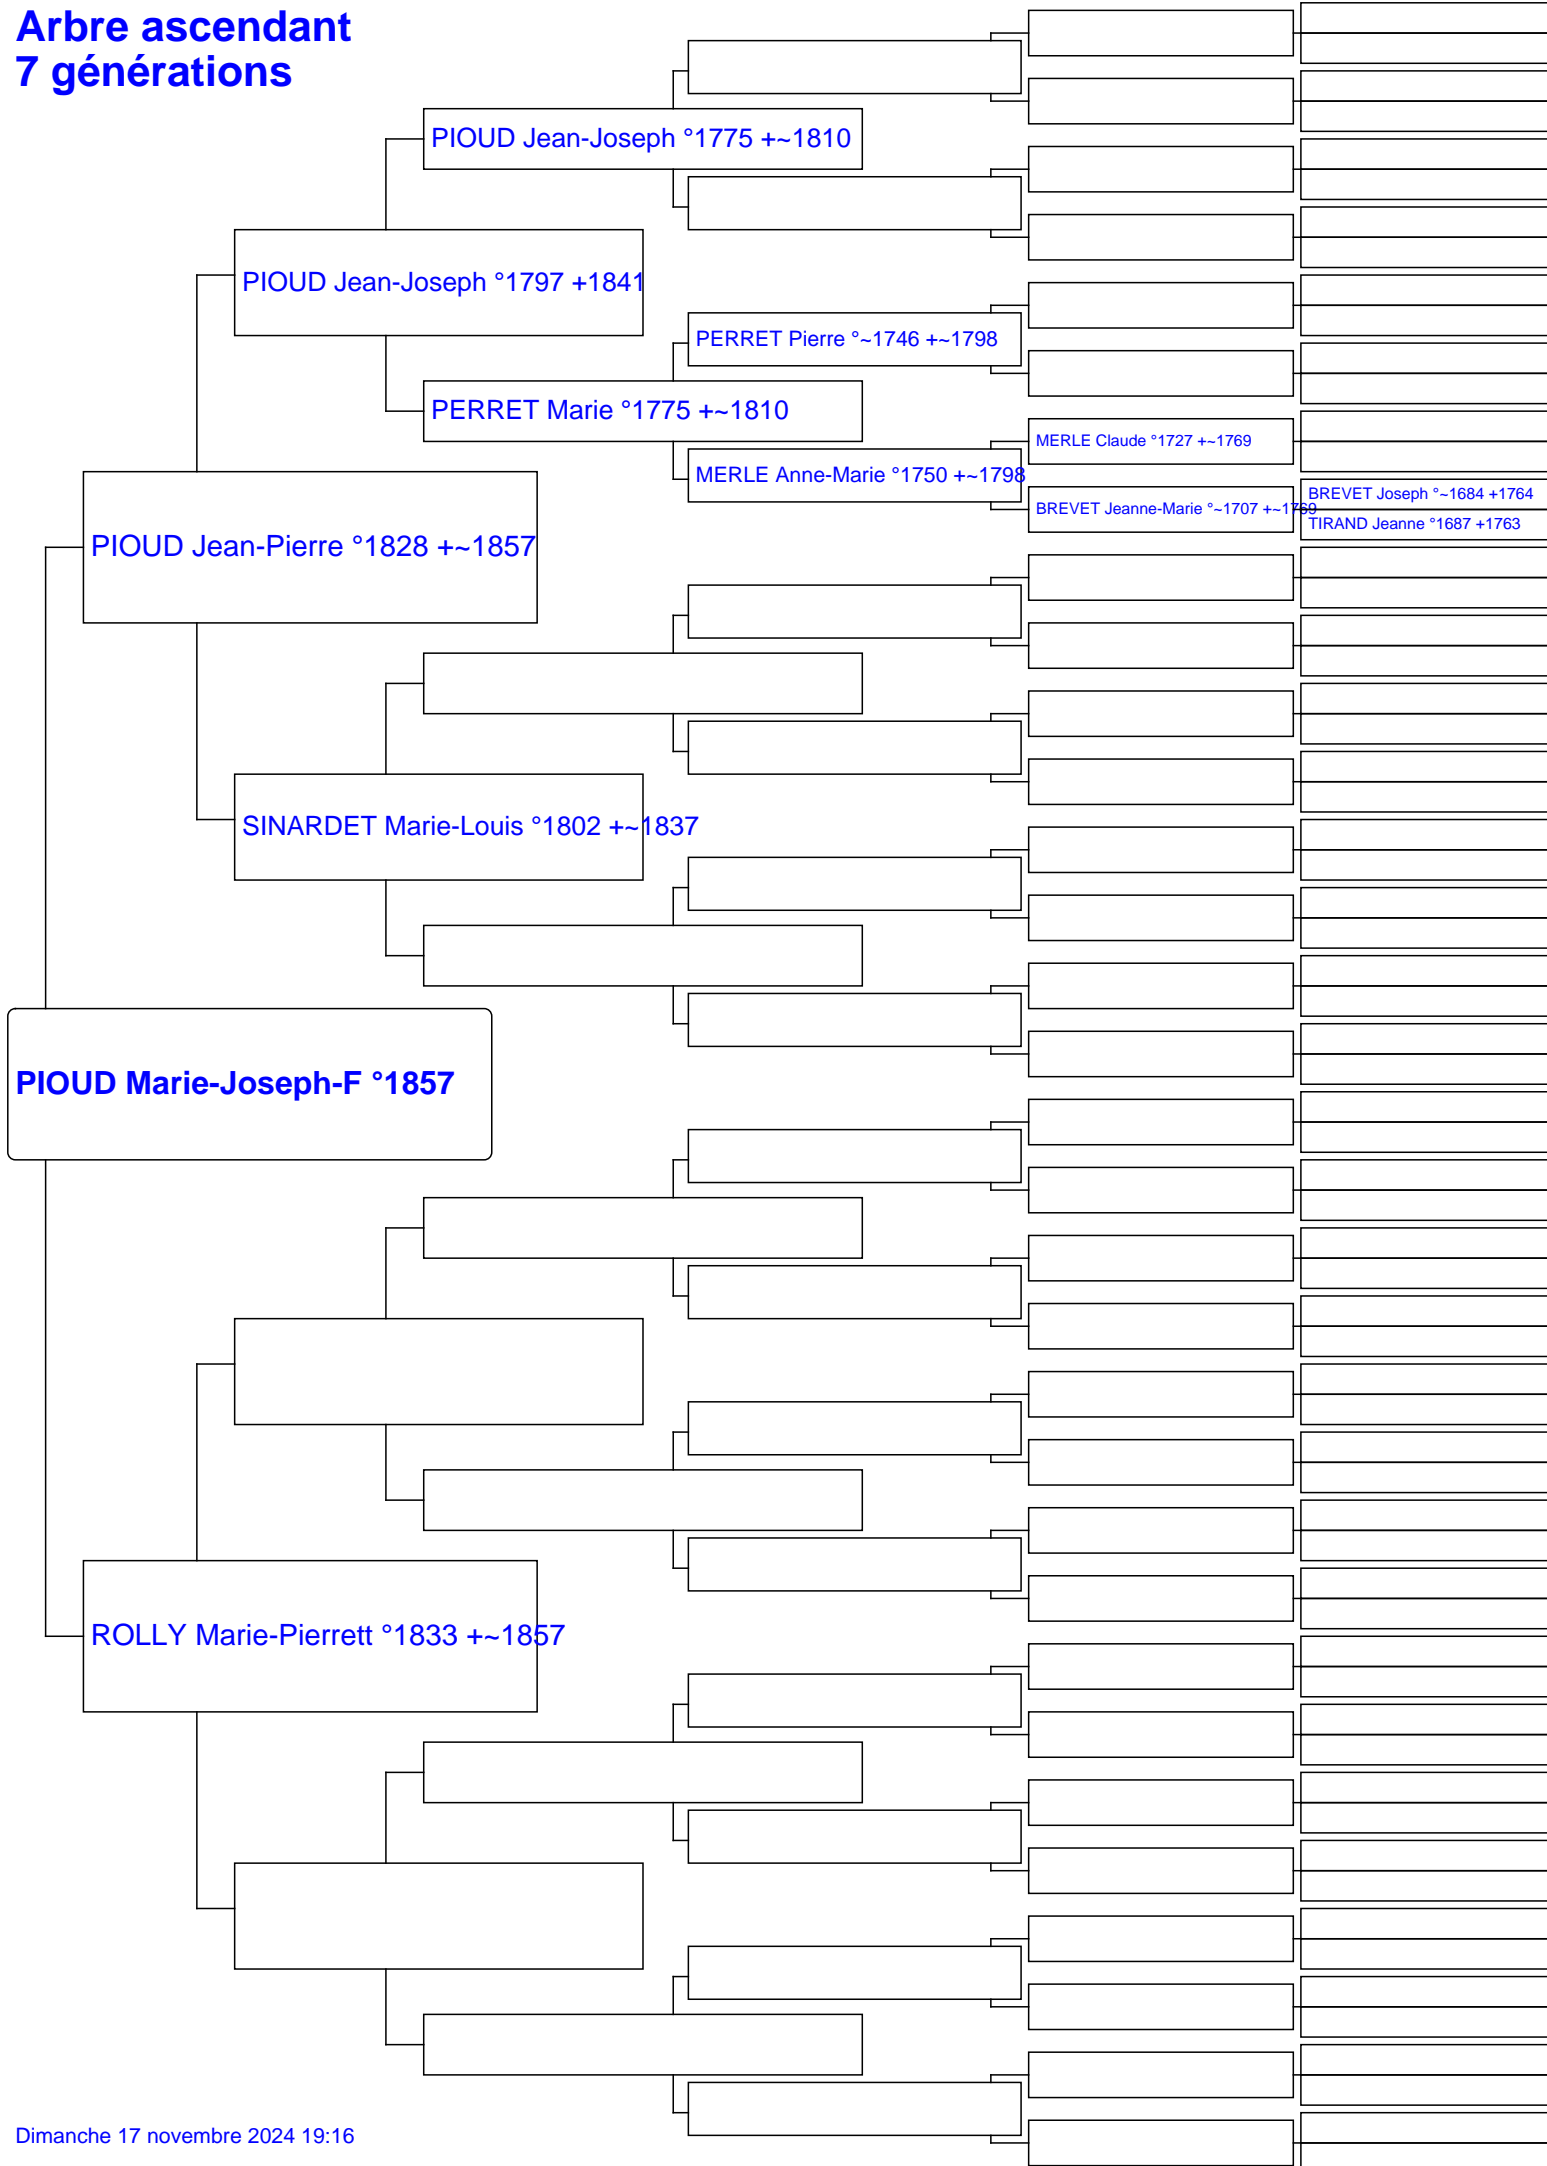 Arbre ascendant
7 générations
PIOUD Jean-Joseph °1775 +~1810
PIOUD Jean-Joseph °1797 +1841
PERRET Pierre °~1746 +~1798
PERRET Marie °1775 +~1810
MERLE Claude °1727 +~1769
MERLE Anne-Marie °1750 +~1798
BREVET Jeanne-Marie °~1707 +~1769
BREVET Joseph °~1684 +1764
TIRAND Jeanne °1687 +1763
PIOUD Jean-Pierre °1828 +~1857
SINARDET Marie-Louis °1802 +~1837
PIOUD Marie-Joseph-F °1857
ROLLY Marie-Pierrett °1833 +~1857
Dimanche 17 novembre 2024 19:16